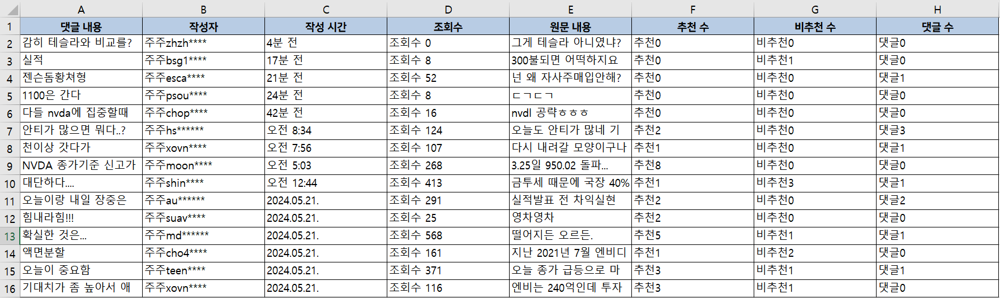 A B C D E F G H
1 댓글 내용 작성자 작성 시간 조회수 원문 내용 추천 수 비추천 수 댓글 수
2 감히 테슬라와 비교를? 주주zhzh**** 4분 전 조회수 0 그게 테슬라 아니였냐? 추천0 비추천0 댓글0
3 실적 주주bsg1**** 17분 전 조회수 8 300불되면 어떡하지요 추천0 비추천1 댓글0
4 젠슨돔황쳐형 주주esca**** 21분 전 조회수 52 넌 왜 자사주매입안해? 추천0 비추천0 댓글1
5 1100은 간다 주주psou**** 24분 전 조회수 8 ㄷㄱㄷㄱ 추천0 비추천0 댓글0
6 다들 nvda에 집중할때 주주chop**** 42분 전 조회수 16 nvdl 공략ㅎㅎㅎ 추천0 비추천0 댓글0
7 안티가 많으면 뭐다..? 주주hs****** 오전 8:34 조회수 124 오늘도 안티가 많네 기 추천2 비추천0 댓글3
8 천이상 갓다가 주주xovn**** 오전 7:56 조회수 107 다시 내려갈 모양이구나 추천1 비추천0 댓글1
9 NVDA 종가기준 신고가 주주moon**** 오전 5:03 조회수 268 3.25일 950.02 돌파... 추천8 비추천0 댓글0
10 대단하다.... 주주shin**** 오전 12:44 조회수 413 금투세 때문에 국장 40% 추천1 비추천3 댓글1
11 오늘이랑 내일 장중은 주주au****** 2024.05.21. 조회수 291 실적발표 전 차익실현 추천2 비추천0 댓글2
12 힘내라힘!!! 주주suav**** 2024.05.21. 조회수 25 영차영차 추천2 비추천0 댓글0
13 확실한 것은... 주주md****** 2024.05.21. 조회수 568 떨어지든 오르든. 추천5 비추천1 댓글1
14 액면분할 주주cho4**** 2024.05.21. 조회수 161 지난 2021년 7월 엔비디 추천1 비추천2 댓글0
15 오늘이 중요함 주주teen**** 2024.05.21. 조회수 371 오늘 종가 급등으로 마 추천3 비추천1 댓글1
16 기대치가 좀 높아서 애 주주xovn**** 2024.05.21. 조회수 116 엔비는 240억인데 투자 추천3 비추천1 댓글0